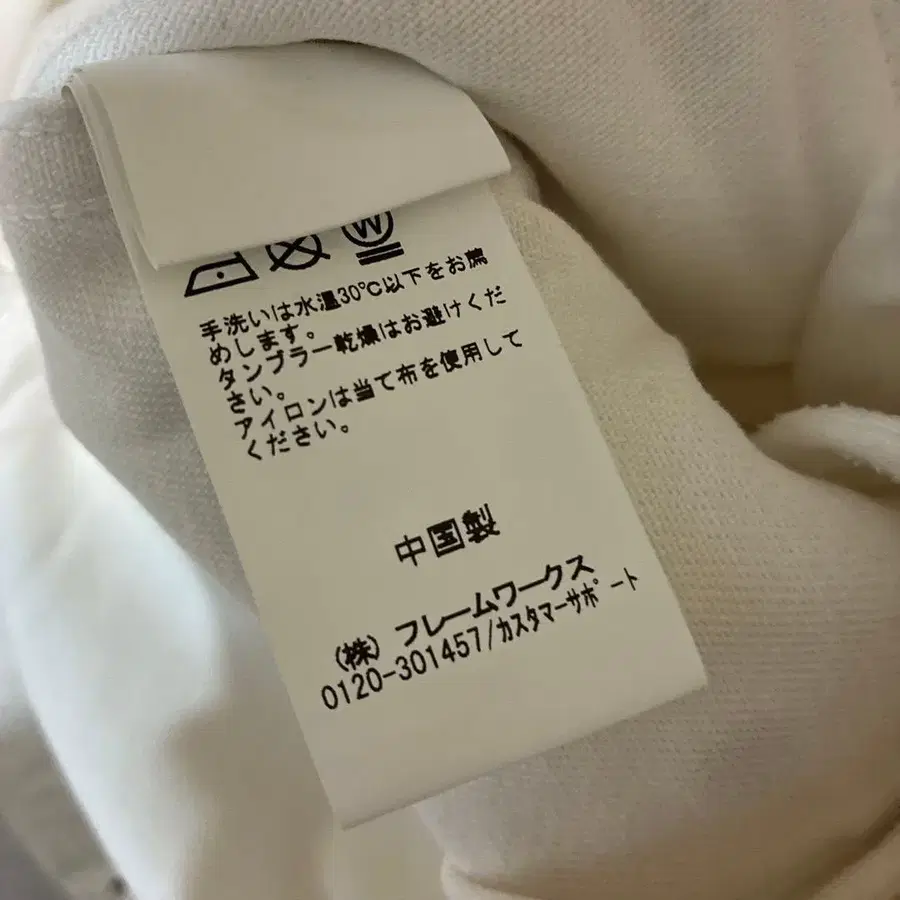 W
手洗いは水温30℃以下をお薦
めします。
タンブラー乾燥はお避けくだ
さい。
アイロンは当て布を使用して
ください。
中国製
(株) フレームワークス
0120-301457/カスタマーサポート